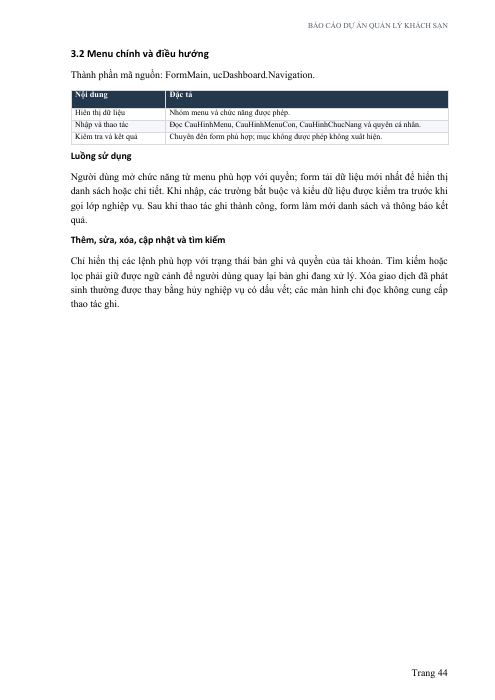 BÁO CÁO DỰ ÁN QUẢN LÝ KHÁCH SẠN
3.2 Menu chính và điều hướng
Thành phần mã nguồn: FormMain, ucDashboard.Navigation.
Nội dung Đặc tả
Hiển thị dữ liệu Nhóm menu và chức năng được phép.
Nhập và thao tác Đọc CauHinhMenu, CauHinhMenuCon, CauHinhChucNang và quyền cá nhân.
Kiểm tra và kết quả Chuyển đến form phù hợp; mục không được phép không xuất hiện.
Luồng sử dụng
Người dùng mở chức năng từ menu phù hợp với quyền; form tải dữ liệu mới nhất để hiển thị
danh sách hoặc chi tiết. Khi nhập, các trường bắt buộc và kiểu dữ liệu được kiểm tra trước khi
gọi lớp nghiệp vụ. Sau khi thao tác ghi thành công, form làm mới danh sách và thông báo kết
quả.
Thêm, sửa, xóa, cập nhật và tìm kiếm
Chỉ hiển thị các lệnh phù hợp với trạng thái bản ghi và quyền của tài khoản. Tìm kiếm hoặc
lọc phải giữ được ngữ cảnh để người dùng quay lại bản ghi đang xử lý. Xóa giao dịch đã phát
sinh thường được thay bằng hủy nghiệp vụ có dấu vết; các màn hình chỉ đọc không cung cấp
thao tác ghi.
Trang 44